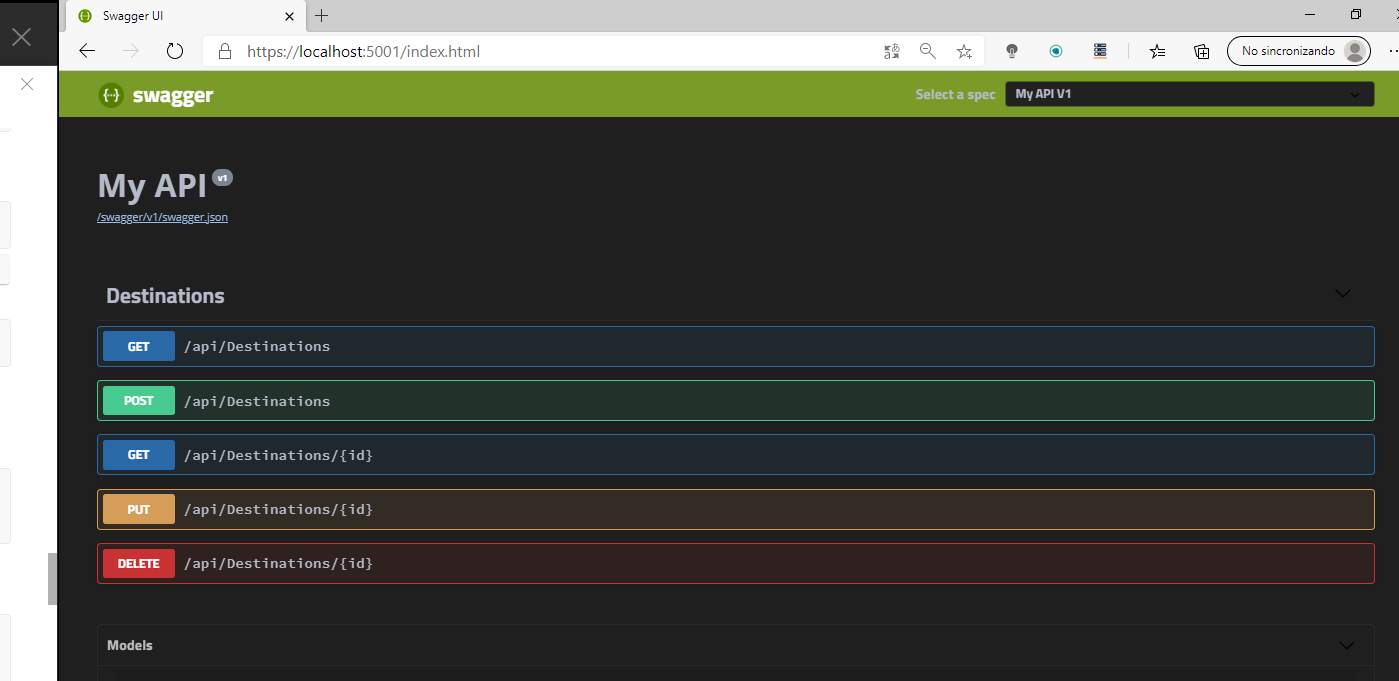 Swagger UI
https://localhost:5001/index.html
No sincronizando
swagger
Select a spec
My API V1
My API v1
/swagger/v1/swagger.json
Destinations
GET /api/Destinations
POST /api/Destinations
GET /api/Destinations/{id}
PUT /api/Destinations/{id}
DELETE /api/Destinations/{id}
Models